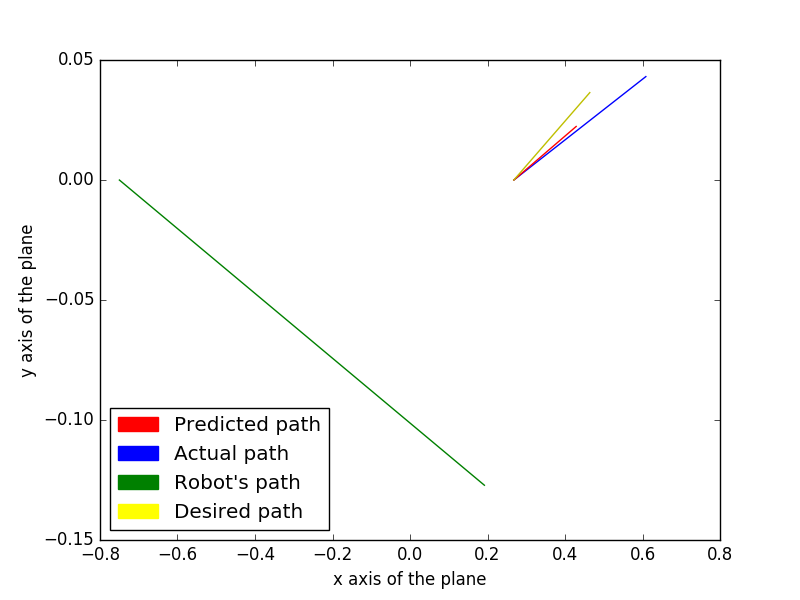 0.05
0.00
−0.05
−0.10
−0.15
y axis of the plane
Predicted path
Actual path
Robot's path
Desired path
−0.8 −0.6 −0.4 −0.2 0.0 0.2 0.4 0.6 0.8
x axis of the plane